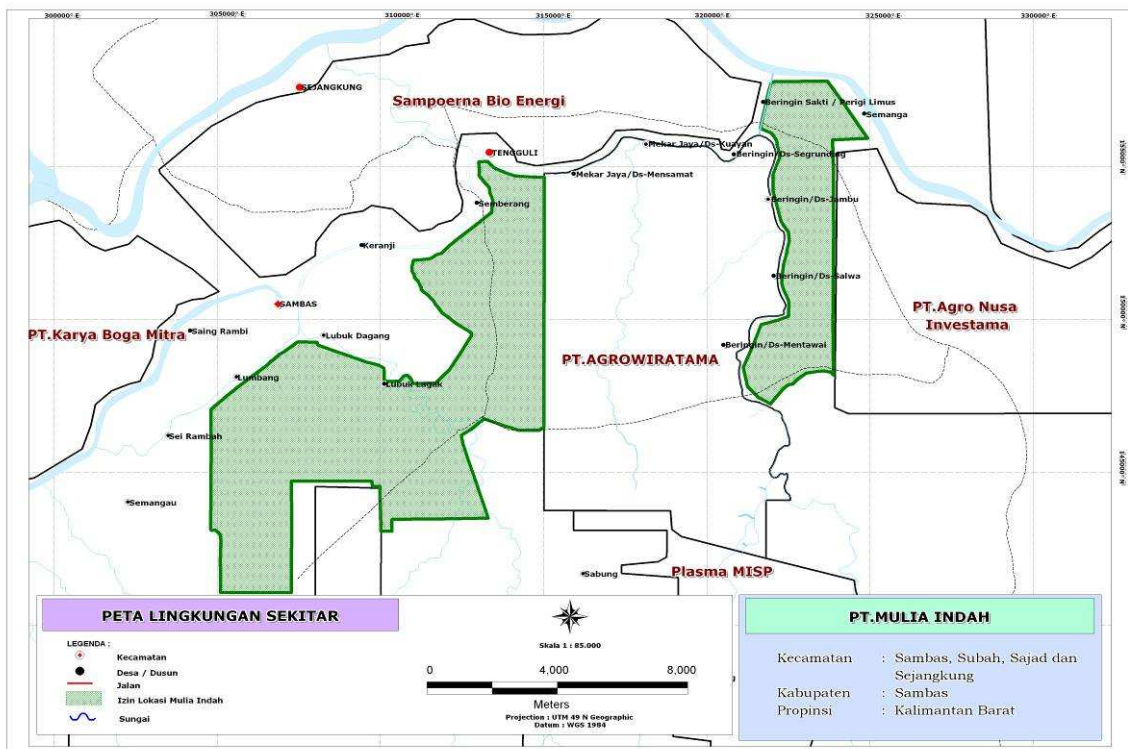 300000° E 305000° E 310000° E 315000° E 320000° E 325000° E 330000° E
SEJANGKUNG
Sampoerna Bio Energi
Beringin Sakti / Perigi Limus
Semanga
Mekar Jaya/Ds-Kuayan
TENGGULI
Beringin/Ds-Segrunding
Mekar Jaya/Ds-Mensamat
Beringin/Ds-Jambu
Semberang
Keranji
Beringin/Ds-Salwa
SAMBAS
PT.Agro Nusa
Investama
PT.Karya Boga Mitra
Saing Rambi
Lubuk Dagang
Beringin/Ds-Mentawai
PT.AGROWIRATAMA
Lumbang
Lubuk Lagak
Sei Rambah
Semangau
Sabung
Plasma MISP
PETA LINGKUNGAN SEKITAR
LEGENDA :
Kecamatan
Desa / Dusun
Jalan
Izin Lokasi Mulia Indah
Sungai
Skala 1 : 85.000
0 4,000 8,000
Meters
Projection : UTM 49 N Geographic
Datum : WGS 1984
PT.MULIA INDAH
Kecamatan : Sambas, Subah, Sajad dan
Sejangkung
Kabupaten : Sambas
Propinsi : Kalimantan Barat